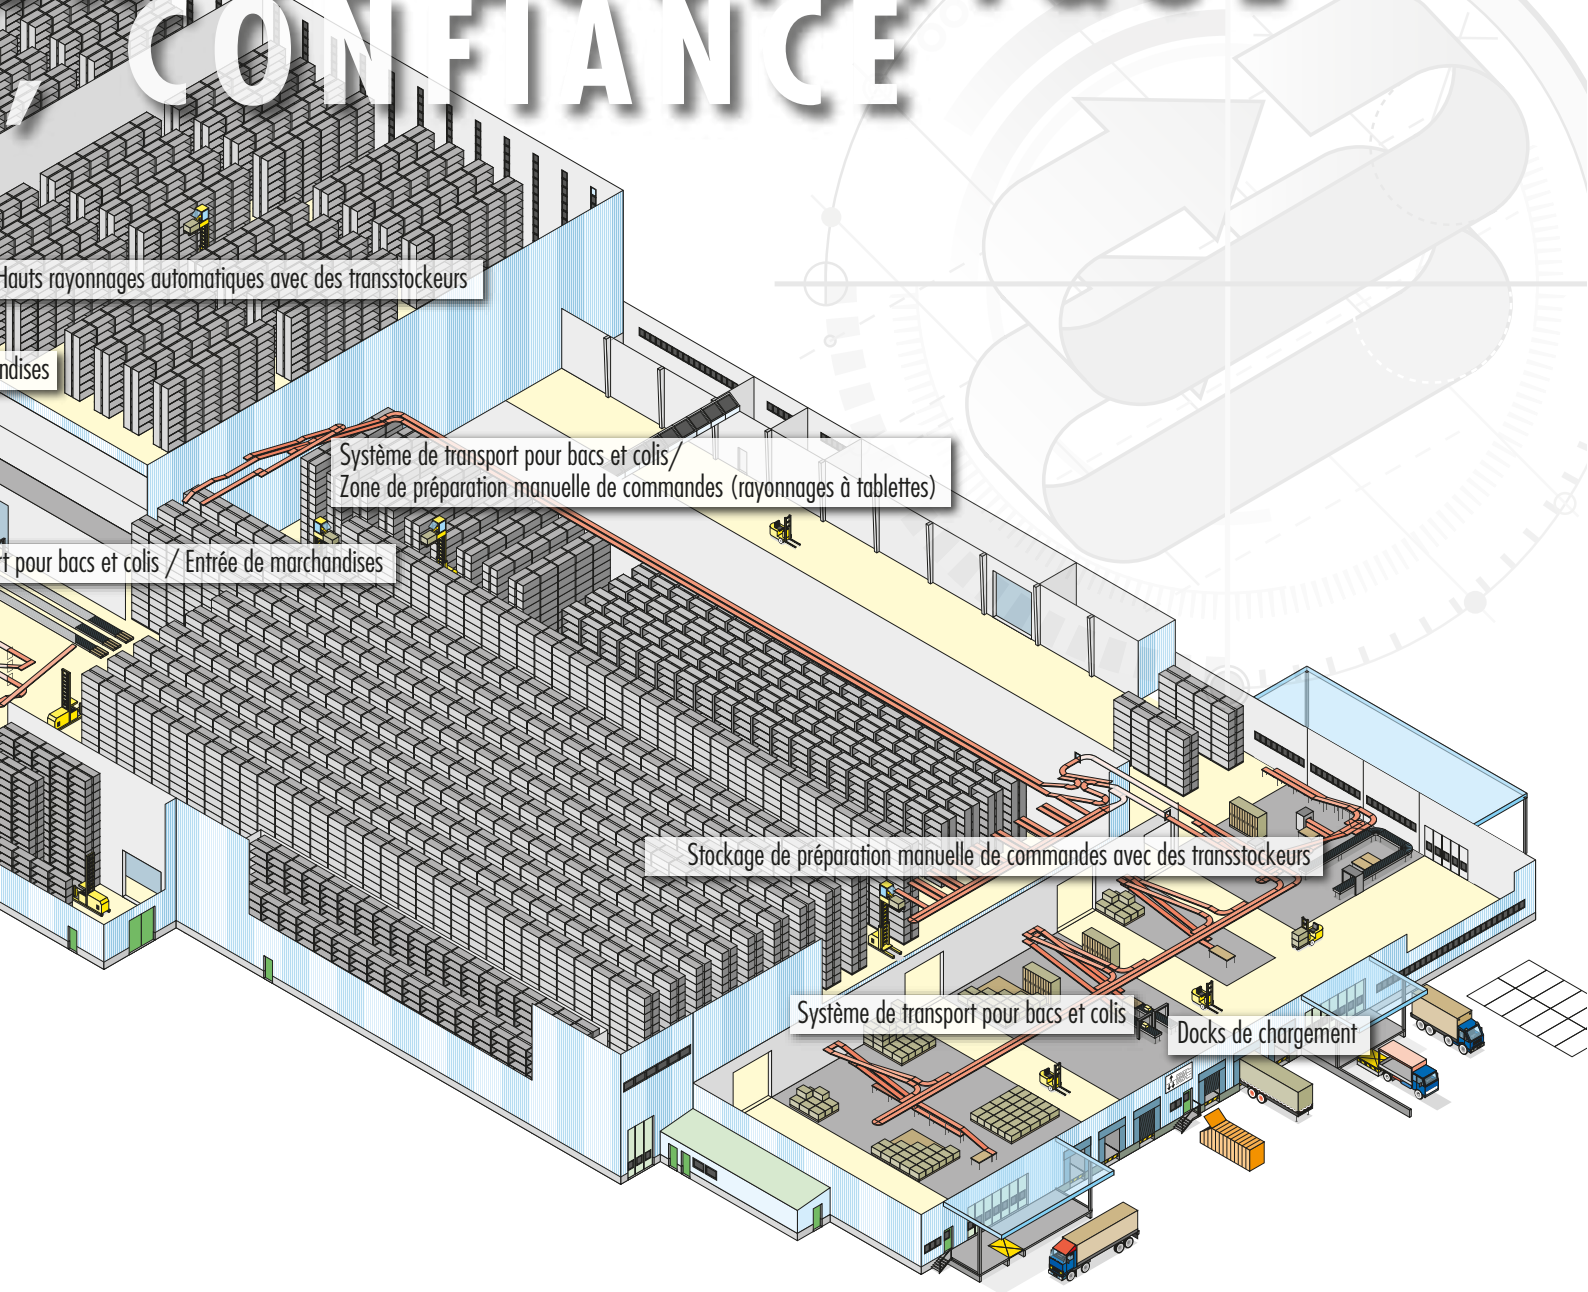 , CONFIANCE
Hauts rayonnages automatiques avec des transstockeurs
Système de transport pour bacs et colis/
Zone de préparation manuelle de commandes (rayonnages à tablettes)
pour bacs et colis / Entrée de marchandises
Stockage de préparation manuelle de commandes avec des transstockeurs
Système de transport pour bacs et colis
Docks de chargement